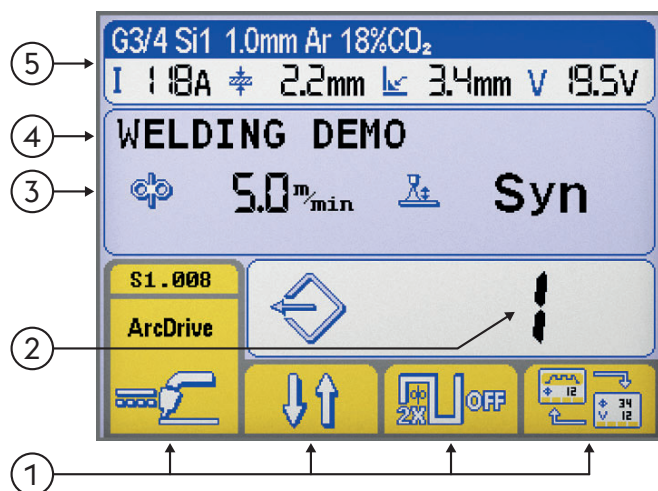 G3/4 Si1 1.0mm Ar 18%CO₂
I 118A 2.2mm 3.4mm V 19.5V
WELDING DEMO
5.0 m/min Syn
S1.008
ArcDrive
1
2X OFF
12 34 V 12
5
4
3
2
1